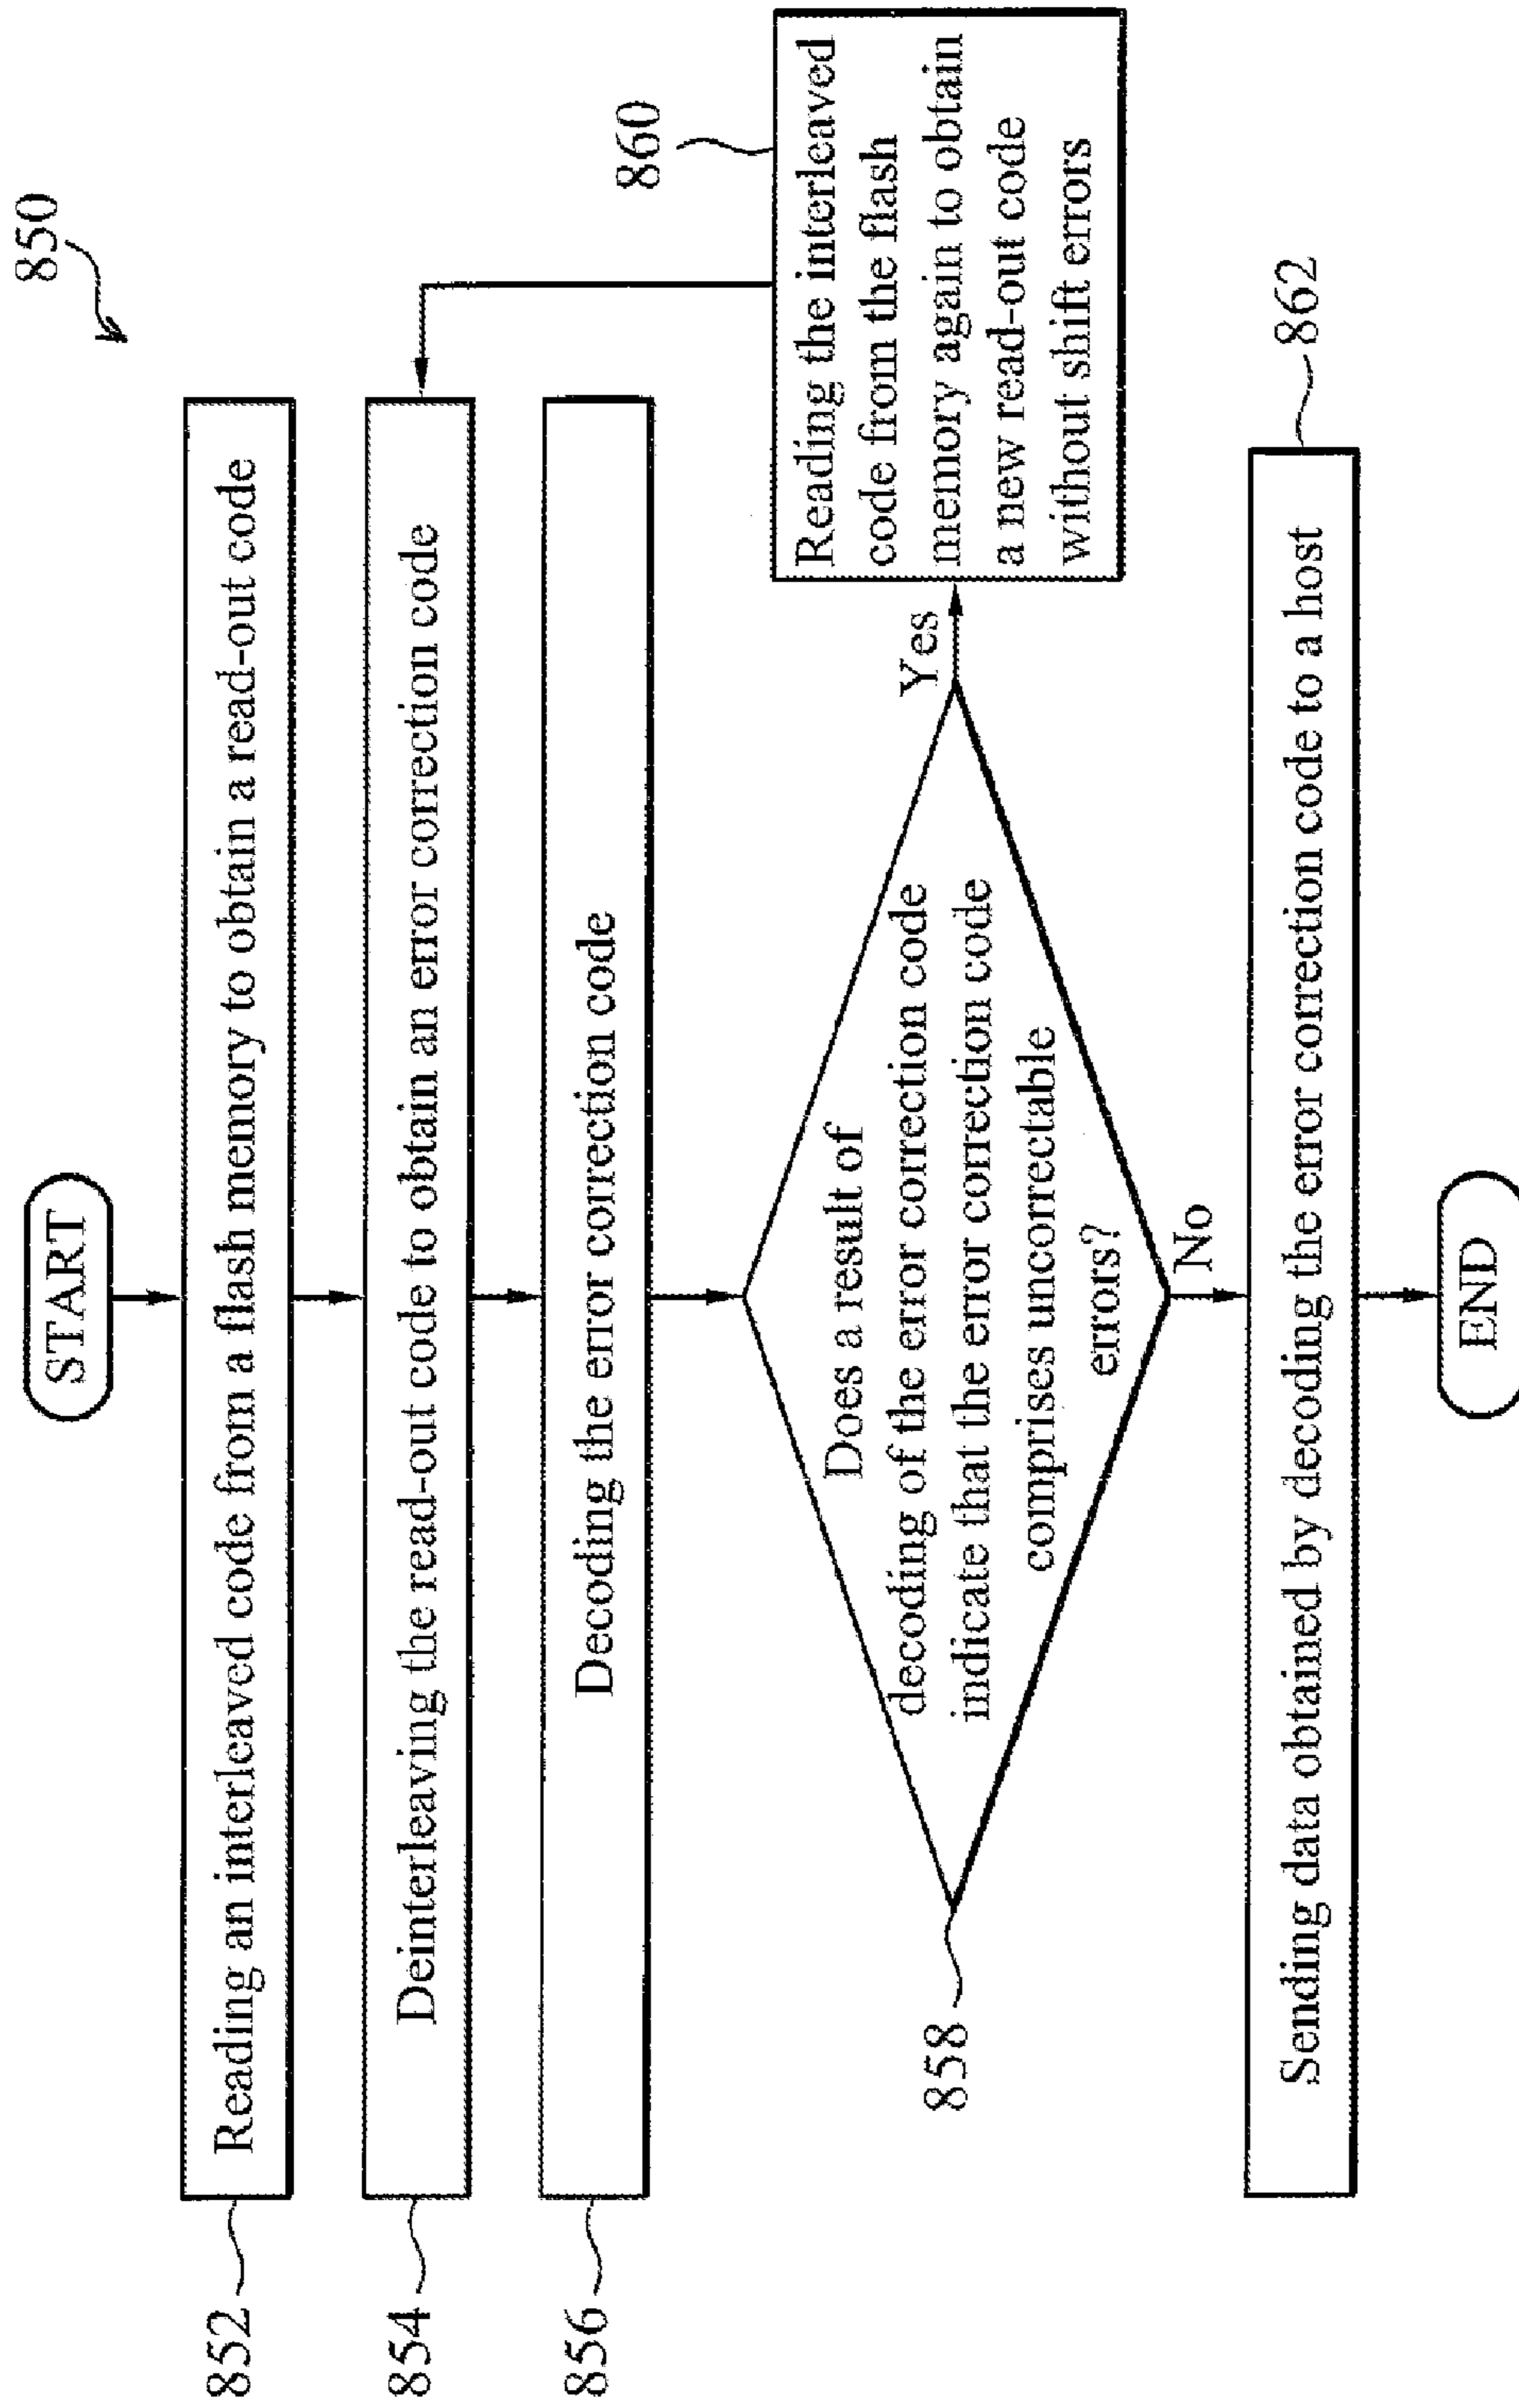 850
START
852
Reading an interleaved code from a flash memory to obtain a read-out code
854
Deinterleaving the read-out code to obtain an error correction code
856
Decoding the error correction code
858
Does a result of
decoding of the error correction code
indicate that the error correction code
comprises uncorrectable
errors?
Yes
860
Reading the interleaved
code from the flash
memory again to obtain
a new read-out code
without shift errors
No
862
Sending data obtained by decoding the error correction code to a host
END